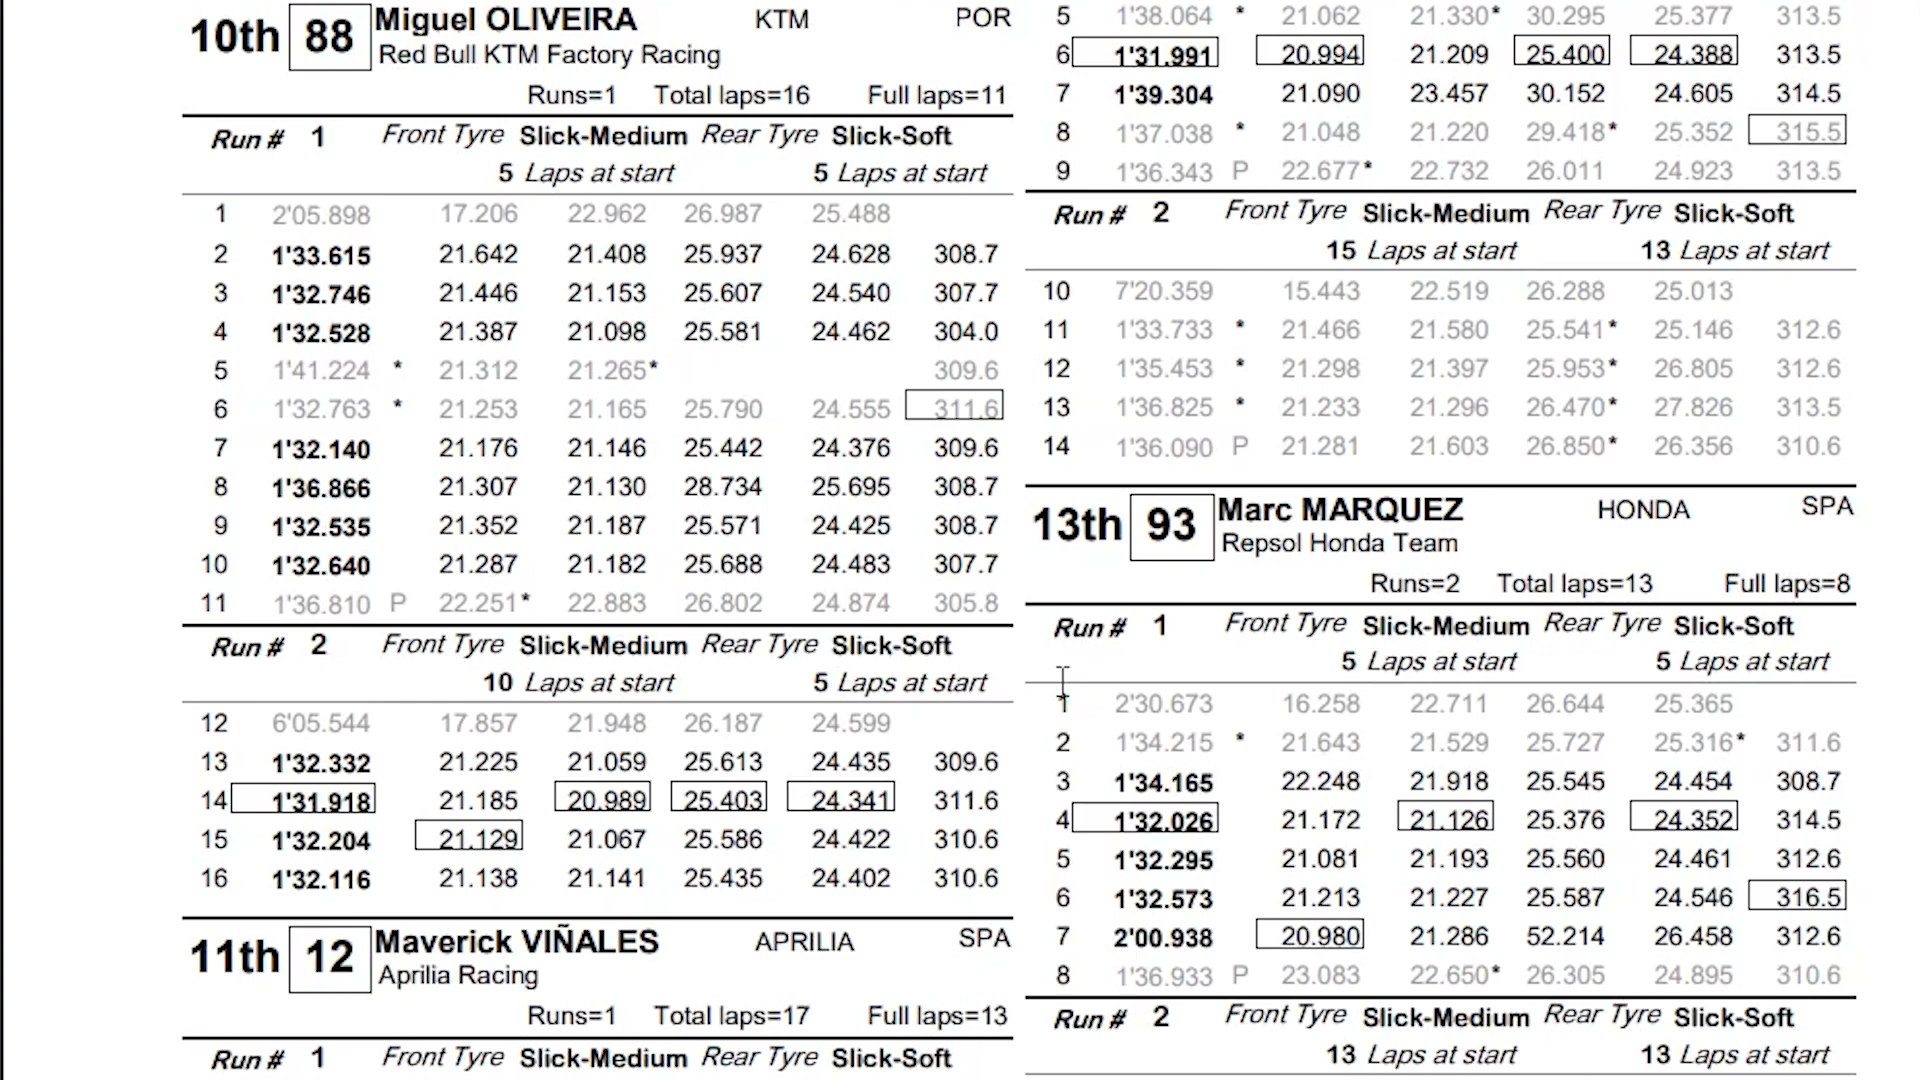 10th 88 Miguel OLIVEIRA KTM POR
Red Bull KTM Factory Racing
Runs=1 Total laps=16 Full laps=11
Run # 1 Front Tyre Slick-Medium Rear Tyre Slick-Soft
5 Laps at start 5 Laps at start
1 2'05.898 17.206 22.962 26.987 25.488
2 1'33.615 21.642 21.408 25.937 24.628 308.7
3 1'32.746 21.446 21.153 25.607 24.540 307.7
4 1'32.528 21.387 21.098 25.581 24.462 304.0
5 1'41.224 * 21.312 21.265* 309.6
6 1'32.763 * 21.253 21.165 25.790 24.555 311.6
7 1'32.140 21.176 21.146 25.442 24.376 309.6
8 1'36.866 21.307 21.130 28.734 25.695 308.7
9 1'32.535 21.352 21.187 25.571 24.425 308.7
10 1'32.640 21.287 21.182 25.688 24.483 307.7
11 1'36.810 P 22.251* 22.883 26.802 24.874 305.8
Run # 2 Front Tyre Slick-Medium Rear Tyre Slick-Soft
10 Laps at start 5 Laps at start
12 6'05.544 17.857 21.948 26.187 24.599
13 1'32.332 21.225 21.059 25.613 24.435 309.6
14 1'31.918 21.185 20.989 25.403 24.341 311.6
15 1'32.204 21.129 21.067 25.586 24.422 310.6
16 1'32.116 21.138 21.141 25.435 24.402 310.6
11th 12 Maverick VIÑALES APRILIA SPA
Aprilia Racing
Runs=1 Total laps=17 Full laps=13
Run # 1 Front Tyre Slick-Medium Rear Tyre Slick-Soft
5 1'38.064 * 21.062 21.330* 30.295 25.377 313.5
6 1'31.991 20.994 21.209 25.400 24.388 313.5
7 1'39.304 21.090 23.457 30.152 24.605 314.5
8 1'37.038 * 21.048 21.220 29.418* 25.352 315.5
9 1'36.343 P 22.677* 22.732 26.011 24.923 313.5
Run # 2 Front Tyre Slick-Medium Rear Tyre Slick-Soft
15 Laps at start 13 Laps at start
10 7'20.359 15.443 22.519 26.288 25.013
11 1'33.733 * 21.466 21.580 25.541* 25.146 312.6
12 1'35.453 * 21.298 21.397 25.953* 26.805 312.6
13 1'36.825 * 21.233 21.296 26.470* 27.826 313.5
14 1'36.090 P 21.281 21.603 26.850* 26.356 310.6
13th 93 Marc MARQUEZ HONDA SPA
Repsol Honda Team
Runs=2 Total laps=13 Full laps=8
Run # 1 Front Tyre Slick-Medium Rear Tyre Slick-Soft
5 Laps at start 5 Laps at start
1 2'30.673 16.258 22.711 26.644 25.365
2 1'34.215 * 21.643 21.529 25.727 25.316* 311.6
3 1'34.165 22.248 21.918 25.545 24.454 308.7
4 1'32.026 21.172 21.126 25.376 24.352 314.5
5 1'32.295 21.081 21.193 25.560 24.461 312.6
6 1'32.573 21.213 21.227 25.587 24.546 316.5
7 2'00.938 20.980 21.286 52.214 26.458 312.6
8 1'36.933 P 23.083 22.650* 26.305 24.895 310.6
Run # 2 Front Tyre Slick-Medium Rear Tyre Slick-Soft
13 Laps at start 13 Laps at start